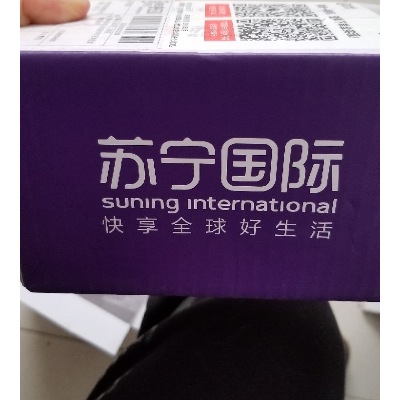 苏宁国际
suning international
快享全球好生活